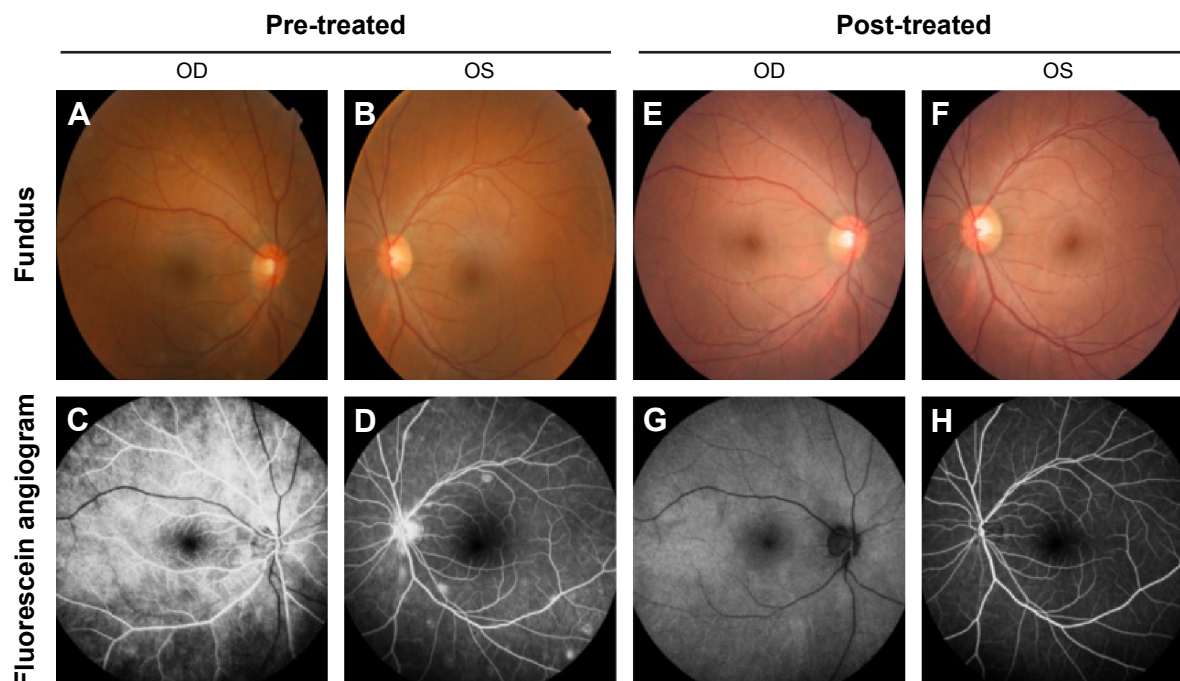 Pre-treated
Post-treated
OD
OS
OD
OS
Fundus
A
B
E
F
Fluorescein angiogram
C
D
G
H